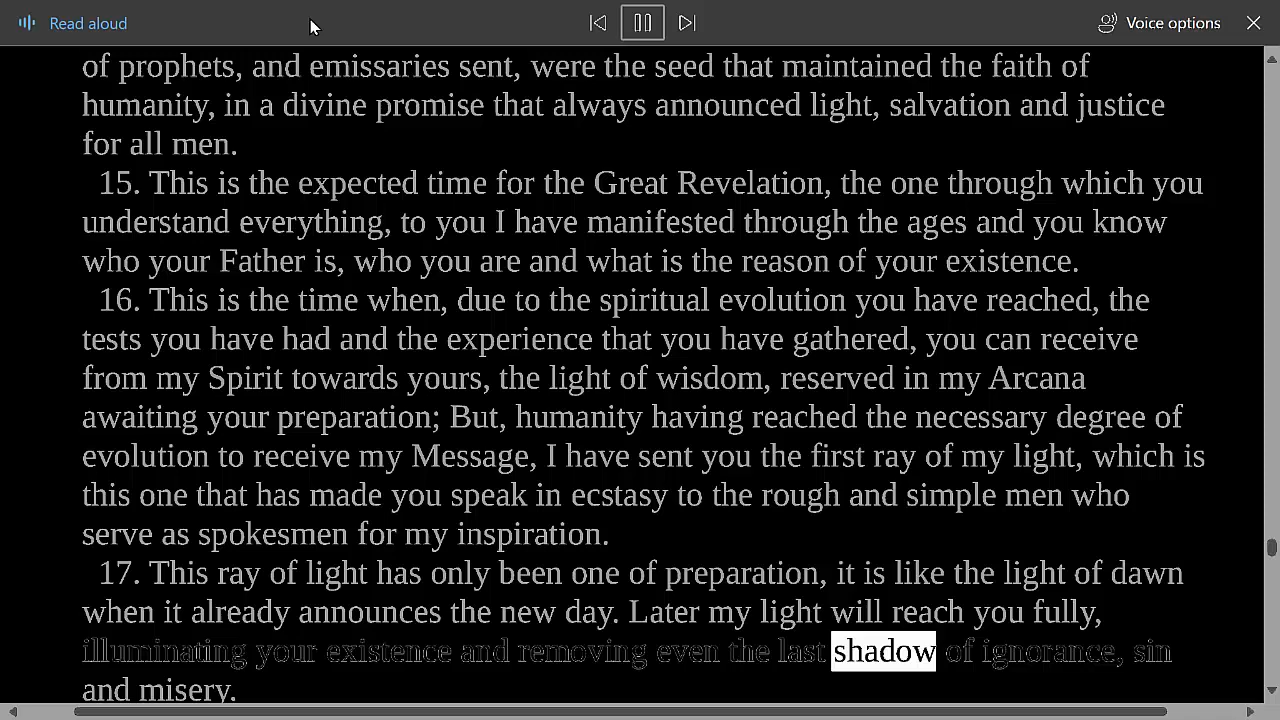 Read aloud
Voice options
of prophets, and emissaries sent, were the seed that maintained the faith of
humanity, in a divine promise that always announced light, salvation and justice
for all men.
15. This is the expected time for the Great Revelation, the one through which you
understand everything, to you I have manifested through the ages and you know
who your Father is, who you are and what is the reason of your existence.
16. This is the time when, due to the spiritual evolution you have reached, the
tests you have had and the experience that you have gathered, you can receive
from my Spirit towards yours, the light of wisdom, reserved in my Arcana
awaiting your preparation; But, humanity having reached the necessary degree of
evolution to receive my Message, I have sent you the first ray of my light, which is
this one that has made you speak in ecstasy to the rough and simple men who
serve as spokesmen for my inspiration.
17. This ray of light has only been one of preparation, it is like the light of dawn
when it already announces the new day. Later my light will reach you fully,
illuminating your existence and removing even the last shadow of ignorance, sin
and misery.